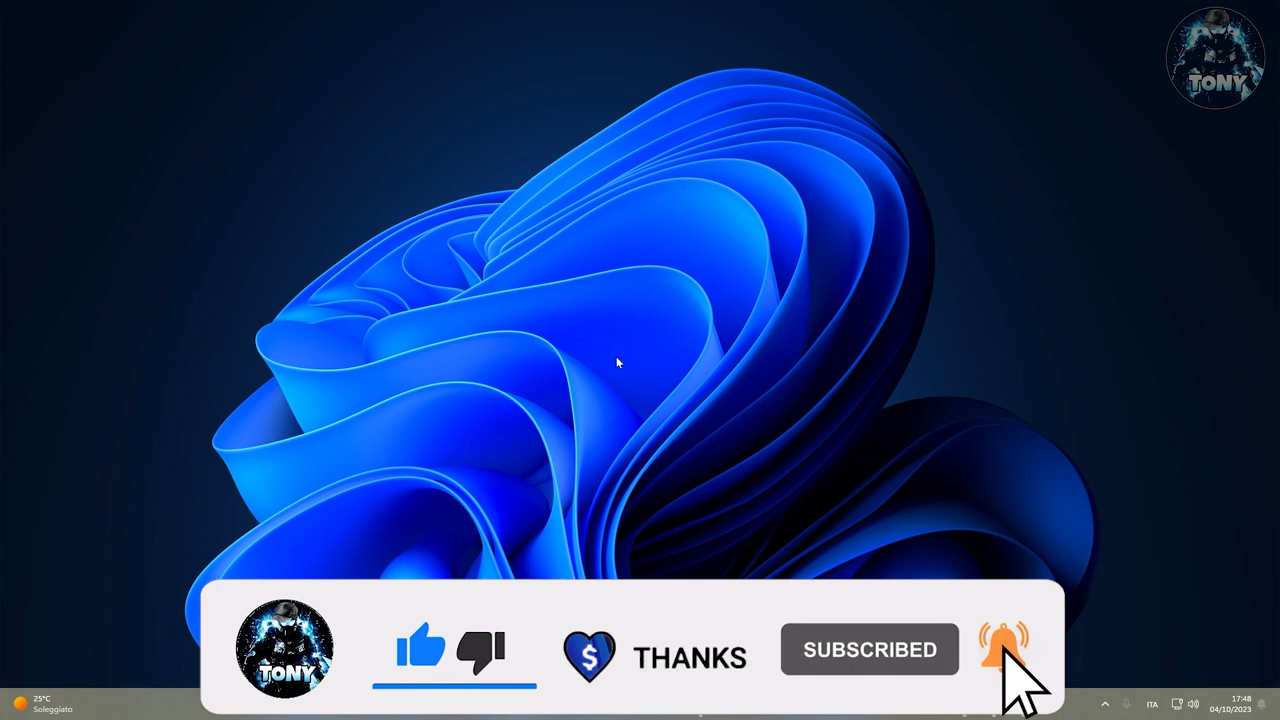 TONY
TONY
THANKS
SUBSCRIBED
25°C
Soleggiato
ITA
17:48
04/10/2023